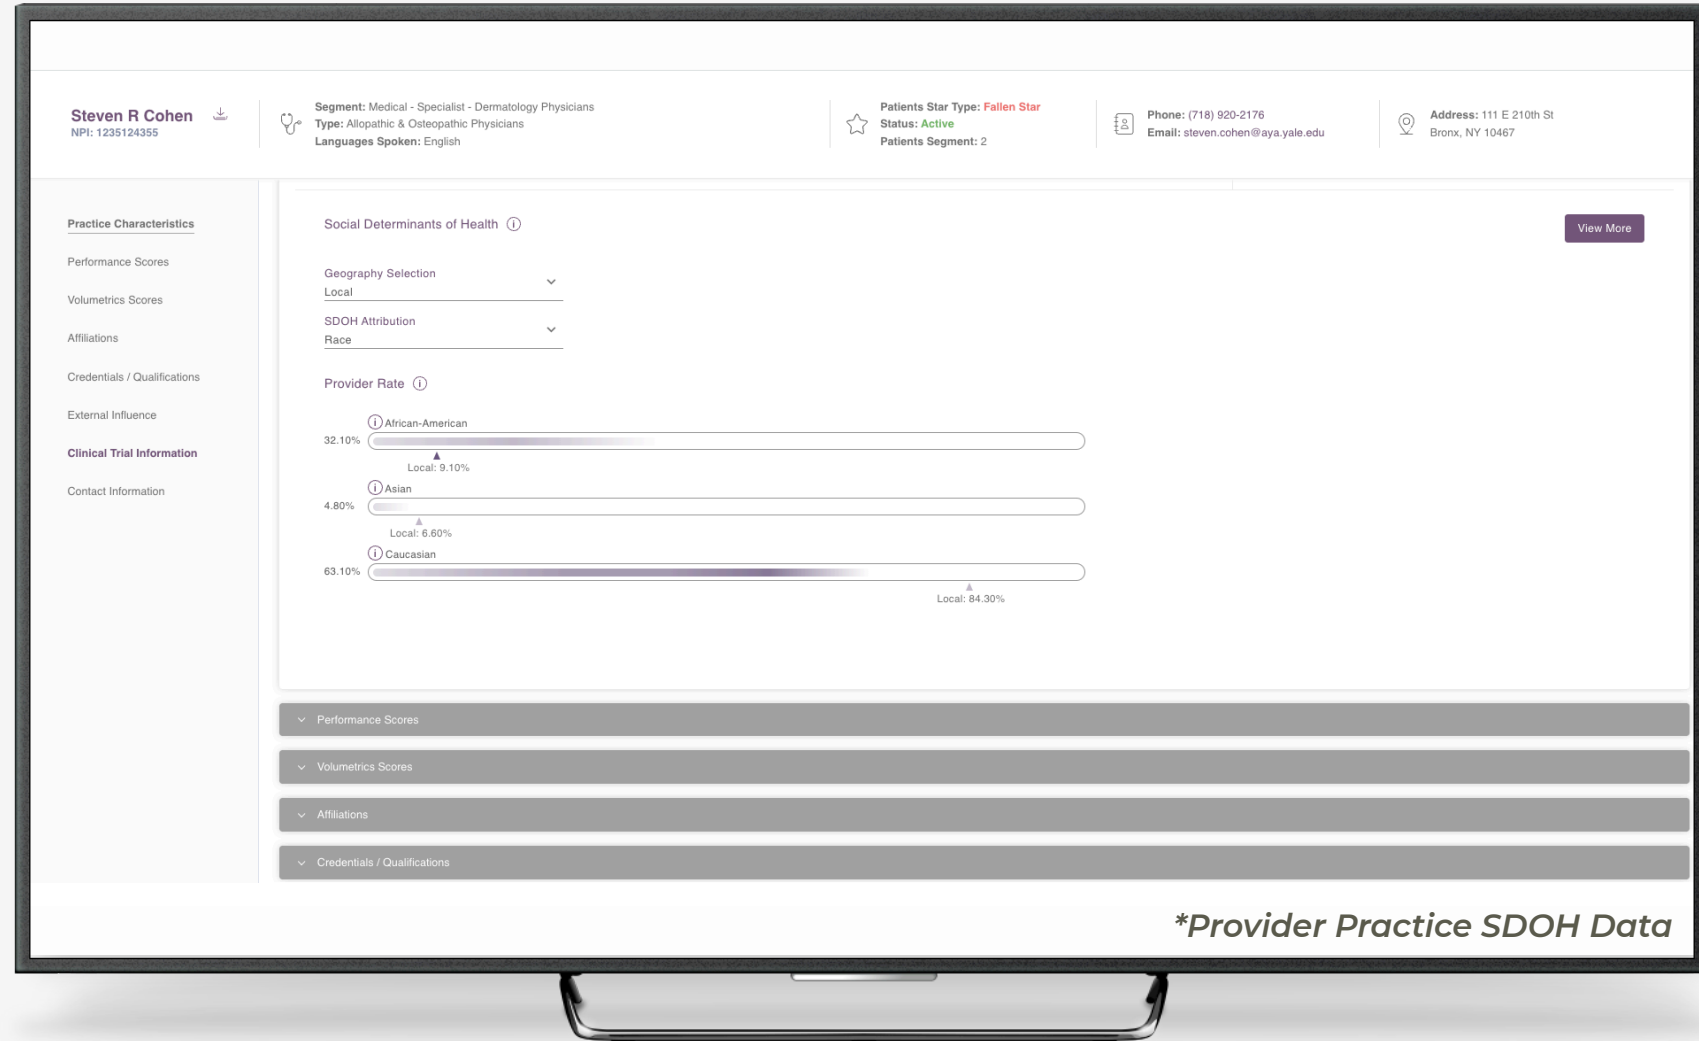 Steven R Cohen
NPI: 1235124355
Segment: Medical - Specialist - Dermatology Physicians
Type: Allopathic & Osteopathic Physicians
Languages Spoken: English
Patients Star Type: Fallen Star
Status: Active
Patients Segment: 2
Phone: (718) 920-2176
Email: steven.cohen@aya.yale.edu
Address: 111 E 210th St
Bronx, NY 10467
Practice Characteristics
Performance Scores
Volumetrics Scores
Affiliations
Credentials / Qualifications
External Influence
Clinical Trial Information
Contact Information
Social Determinants of Health
View More
Geography Selection
Local
SDOH Attribution
Race
Provider Rate
African-American
32.10%
Local: 9.10%
Asian
4.80%
Local: 6.60%
Caucasian
63.10%
Local: 84.30%
Performance Scores
Volumetrics Scores
Affiliations
Credentials / Qualifications
*Provider Practice SDOH Data